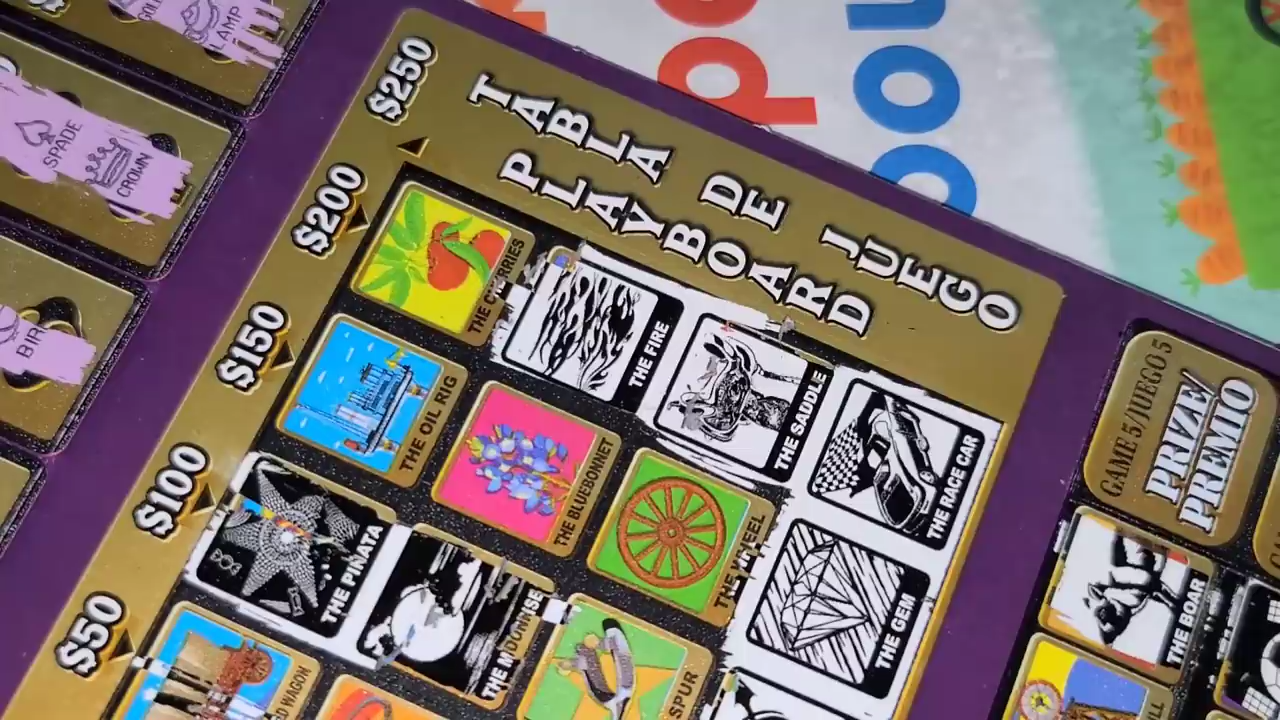 LAMP
SPADE
CROWN
$250
$200
$150
$100
$50
TABLA DE JUEGO
PLAYBOARD
THE CHERRIES
THE FIRE
THE SADDLE
THE RACE CAR
THE OIL RIG
THE BLUEBONNET
THE WHEEL
THE GEM
THE PIÑATA
THE MOONRISE
SPUR
WAGON
GAME 5/JUEGO 5
PRIZE/
PREMIO
THE BOAR